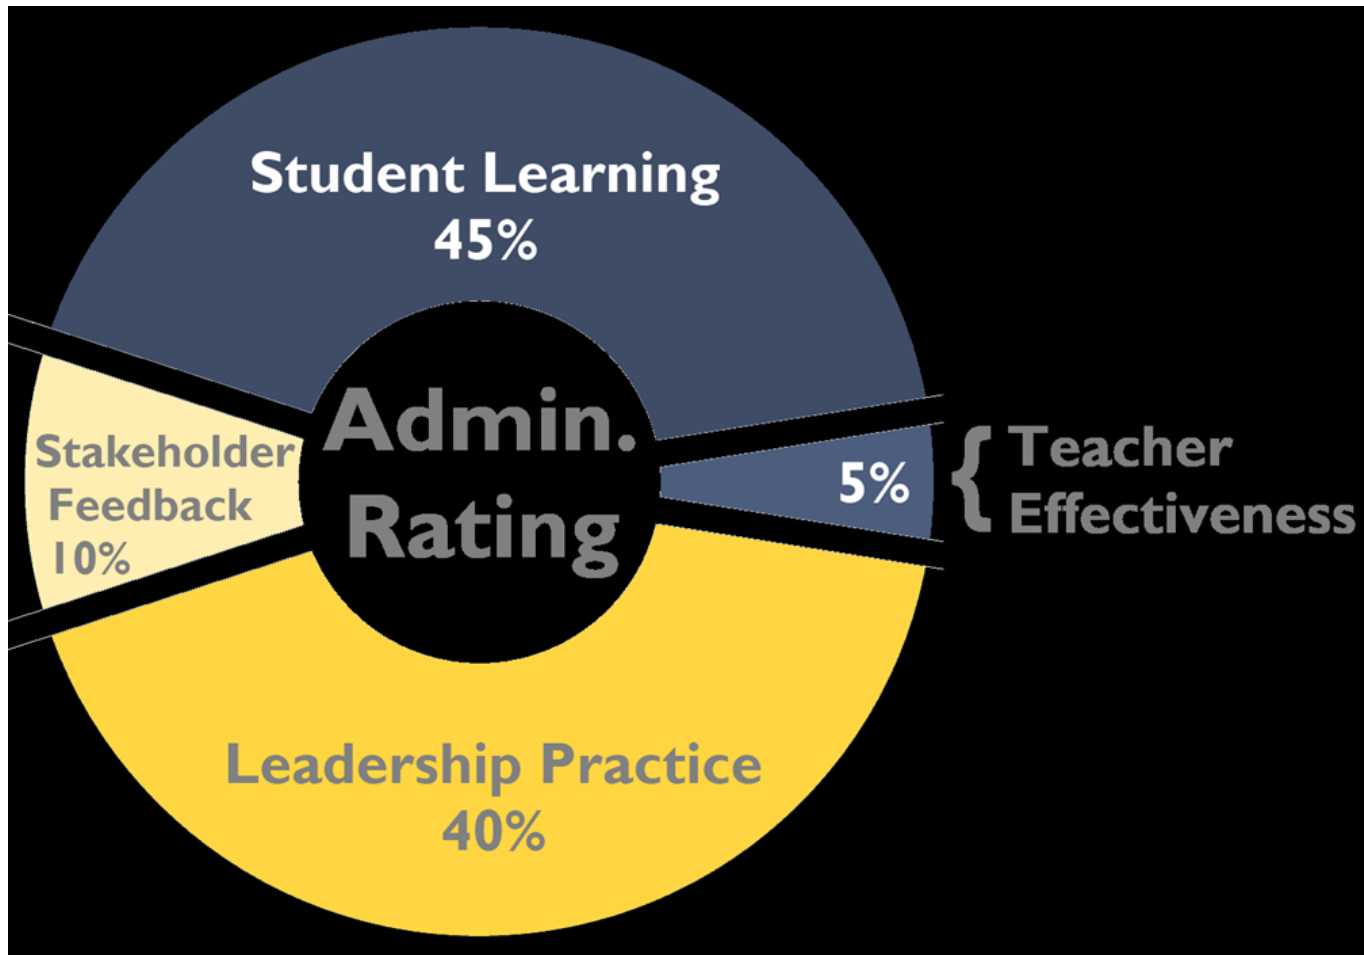 Student Learning
45%
Admin.
Rating
Stakeholder
Feedback
10%
5%
{ Teacher
Effectiveness
Leadership Practice
40%